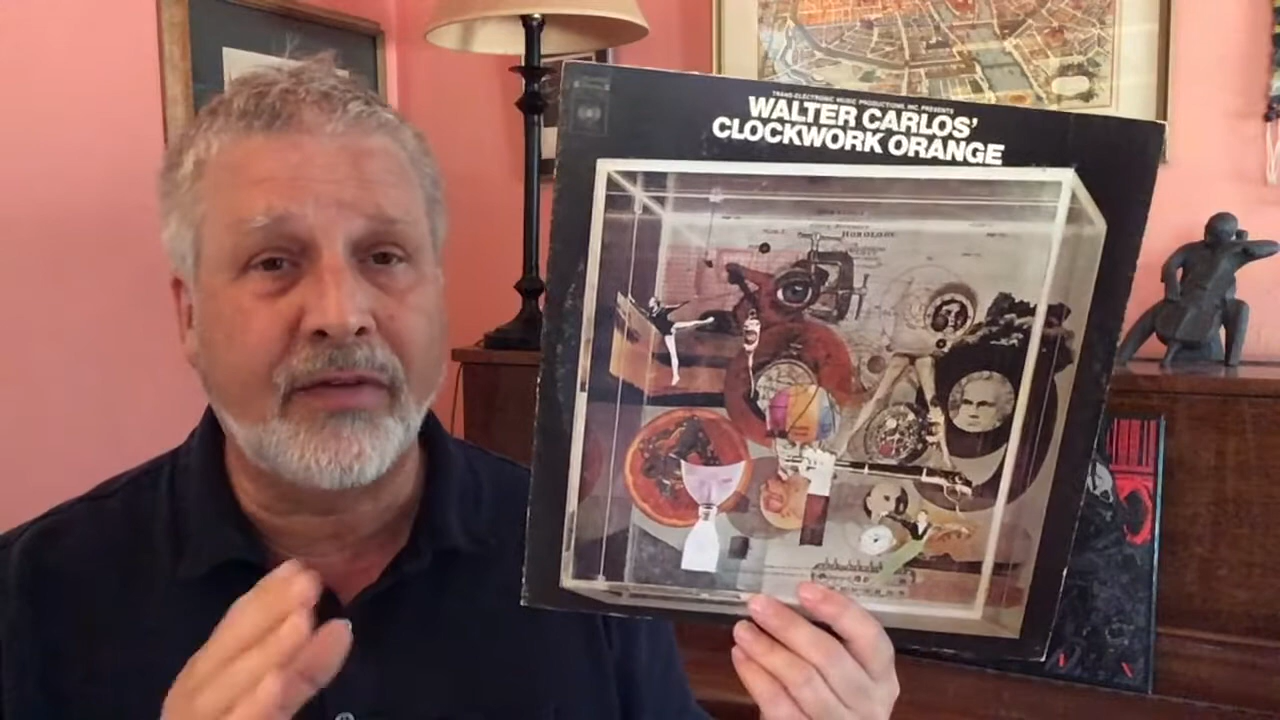 TRANS-ELECTRONIC MUSIC PRODUCTIONS, INC. PRESENTS
WALTER CARLOS'
CLOCKWORK ORANGE
HOROLOGY